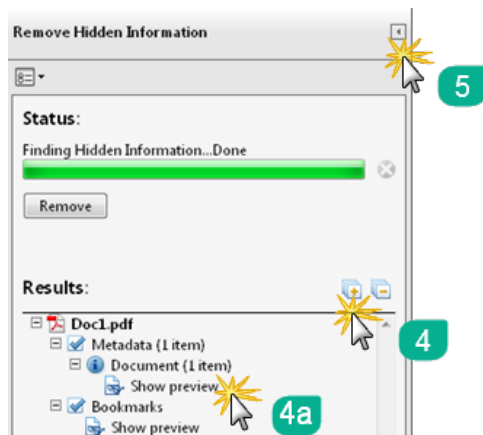 Remove Hidden Information
5
Status:
Finding Hidden Information...Done
Remove
Results:
4
Doc1.pdf
Metadata (1 item)
Document (1 item)
Show preview
4a
Bookmarks
Show preview